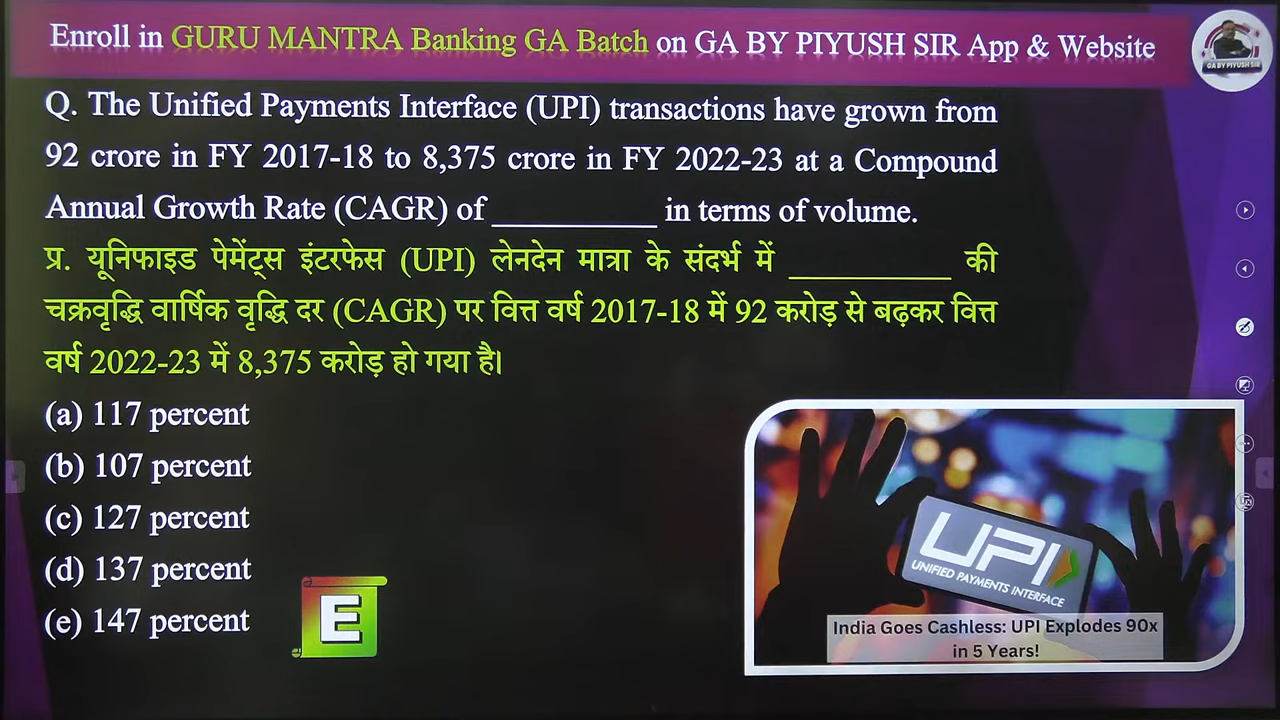 Enroll in GURU MANTRA Banking GA Batch on GA BY PIYUSH SIR App & Website
GA BY PIYUSH SIR
Q. The Unified Payments Interface (UPI) transactions have grown from
92 crore in FY 2017-18 to 8,375 crore in FY 2022-23 at a Compound
Annual Growth Rate (CAGR) of __________ in terms of volume.
प्र. यूनिफाइड पेमेंट्स इंटरफेस (UPI) लेनदेन मात्रा के संदर्भ में __________ की
चक्रवृद्धि वार्षिक वृद्धि दर (CAGR) पर वित्त वर्ष 2017-18 में 92 करोड़ से बढ़कर वित्त
वर्ष 2022-23 में 8,375 करोड़ हो गया है।
(a) 117 percent
(b) 107 percent
(c) 127 percent
(d) 137 percent
(e) 147 percent
E
UPI
UNIFIED PAYMENTS INTERFACE
India Goes Cashless: UPI Explodes 90x
in 5 Years!